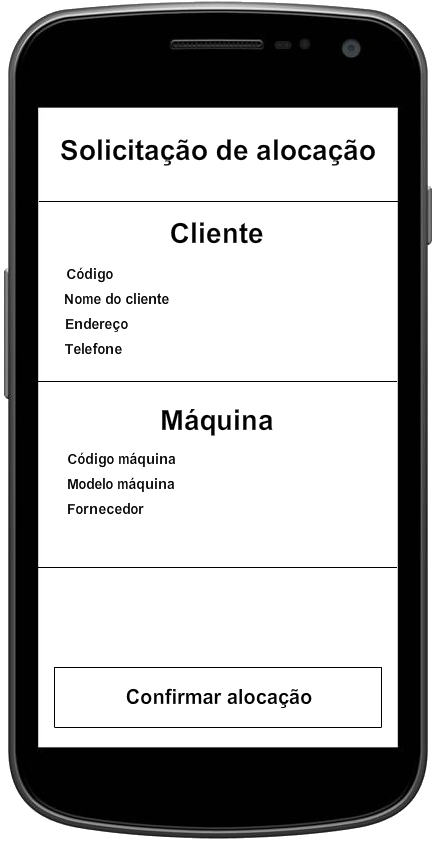 Solicitação de alocação
Cliente
Código
Nome do cliente
Endereço
Telefone
Máquina
Código máquina
Modelo máquina
Fornecedor
Confirmar alocação